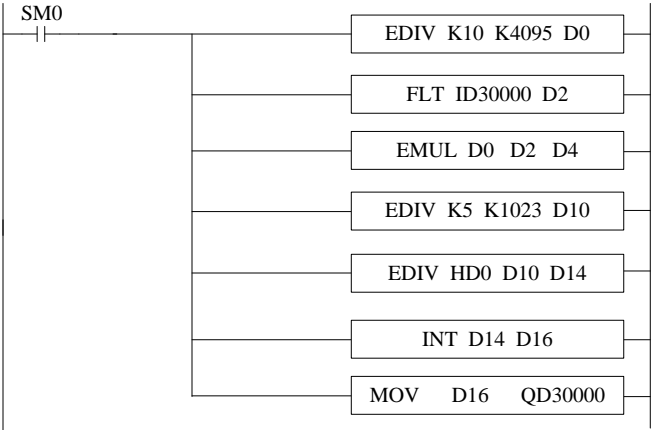 SM0
EDIV K10 K4095 D0
FLT ID30000 D2
EMUL D0 D2 D4
EDIV K5 K1023 D10
EDIV HD0 D10 D14
INT D14 D16
MOV D16 QD30000